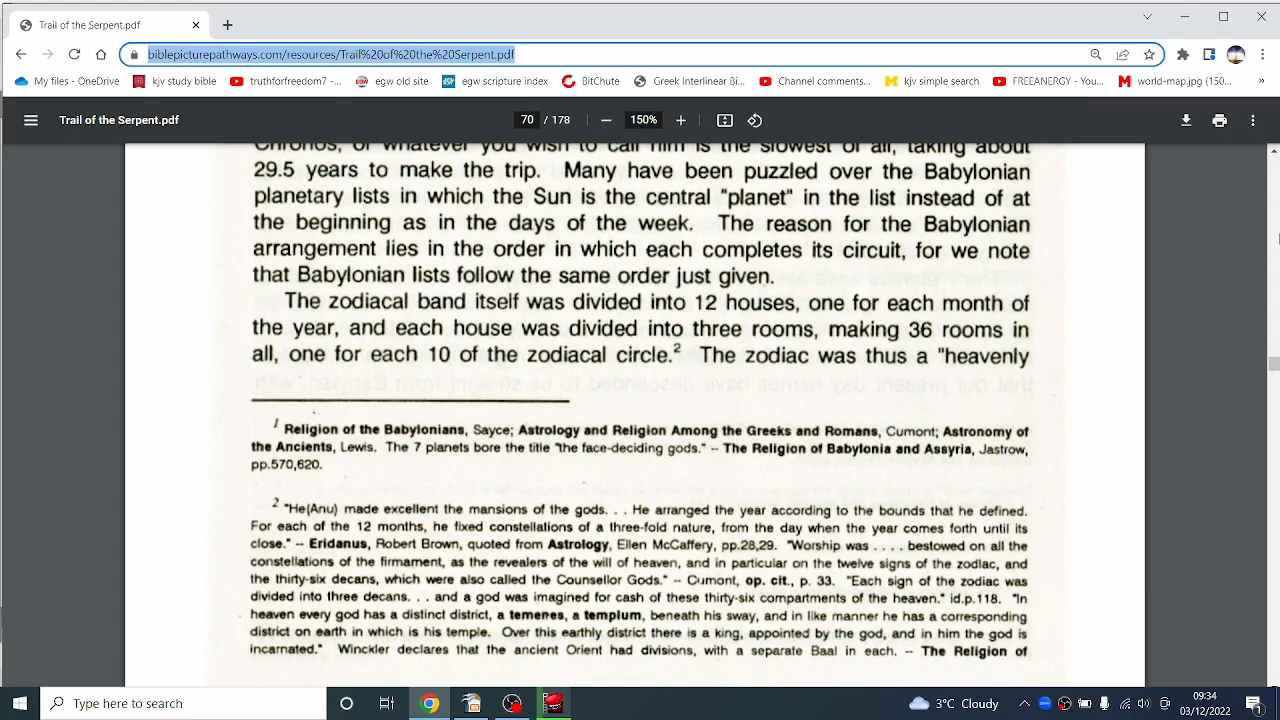 Trail of the Serpent.pdf
biblepicturepathways.com/resources/Trail%20of%20the%20Serpent.pdf
My files - OneDrive
kjv study bible
truthforfreedom7 -...
egw old site
egw scripture index
BitChute
Greek Interlinear Bi...
Channel comments...
kjv simple search
FREEANERGY - You...
world-map.jpg (150...
Trail of the Serpent.pdf
70 / 178
150%
Chronos, or whatever you wish to call him is the slowest of all, taking about
29.5 years to make the trip. Many have been puzzled over the Babylonian
planetary lists in which the Sun is the central "planet" in the list instead of at
the beginning as in the days of the week. The reason for the Babylonian
arrangement lies in the order in which each completes its circuit, for we note
that Babylonian lists follow the same order just given.
The zodiacal band itself was divided into 12 houses, one for each month of
the year, and each house was divided into three rooms, making 36 rooms in
all, one for each 10 of the zodiacal circle.2 The zodiac was thus a "heavenly
1 Religion of the Babylonians, Sayce; Astrology and Religion Among the Greeks and Romans, Cumont; Astronomy of
the Ancients, Lewis. The 7 planets bore the title "the face-deciding gods." -- The Religion of Babylonia and Assyria, Jastrow,
pp.570,620.
2 "He(Anu) made excellent the mansions of the gods. . . He arranged the year according to the bounds that he defined.
For each of the 12 months, he fixed constellations of a three-fold nature, from the day when the year comes forth until its
close." -- Eridanus, Robert Brown, quoted from Astrology, Ellen McCaffery, pp.28,29. "Worship was . . . . bestowed on all the
constellations of the firmament, as the revealers of the will of heaven, and in particular on the twelve signs of the zodiac, and
the thirty-six decans, which were also called the Counsellor Gods." -- Cumont, op. cit., p. 33. "Each sign of the zodiac was
divided into three decans. . . and a god was imagined for cash of these thirty-six compartments of the heaven." id.p.118. "In
heaven every god has a distinct district, a temenes, a templum, beneath his sway, and in like manner he has a corresponding
district on earth in which is his temple. Over this earthly district there is a king, appointed by the god, and in him the god is
incarnated." Winckler declares that the ancient Orient had divisions, with a separate Baal in each. -- The Religion of
Type here to search
3°C Cloudy
09:34
03/12/2022